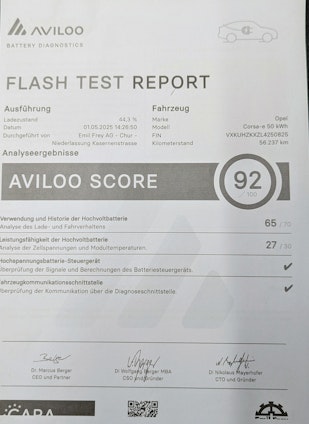 AVILOO
BATTERY DIAGNOSTICS
FLASH TEST REPORT
Ausführung
Ladezustand 44,3 %
Datum 01.05.2025 14:26:50
Durchgeführt von Emil Frey AG - Chur -
Niederlassung Kasernenstrasse
Fahrzeug
Marke Opel
Modell Corsa-e 50 kWh
FIN VXKUHZKXZL4250825
Kilometerstand 56.237 km
Analyseergebnisse
AVILOO SCORE 92 / 100
Verwendung und Historie der Hochvoltbatterie
Analyse des Lade- und Fahrverhaltens 65 / 70
Leistungsfähigkeit der Hochvoltbatterie
Analyse der Zellspannungen und Modultemperaturen. 27 / 30
Hochspannungsbatterie-Steuergerät
Überprüfung der Signale und Berechnungen des Batteriesteuergeräts. ✔
Fahrzeugkommunikationsschnittstelle
Überprüfung der Kommunikation über die Diagnoseschnittstelle. ✔
Dr. Marcus Berger
CEO und Partner
Dr. Wolfgang Berger MBA
CSO und Gründer
Dr. Nikolaus Mayerhofer
CTO und Gründer
CARA